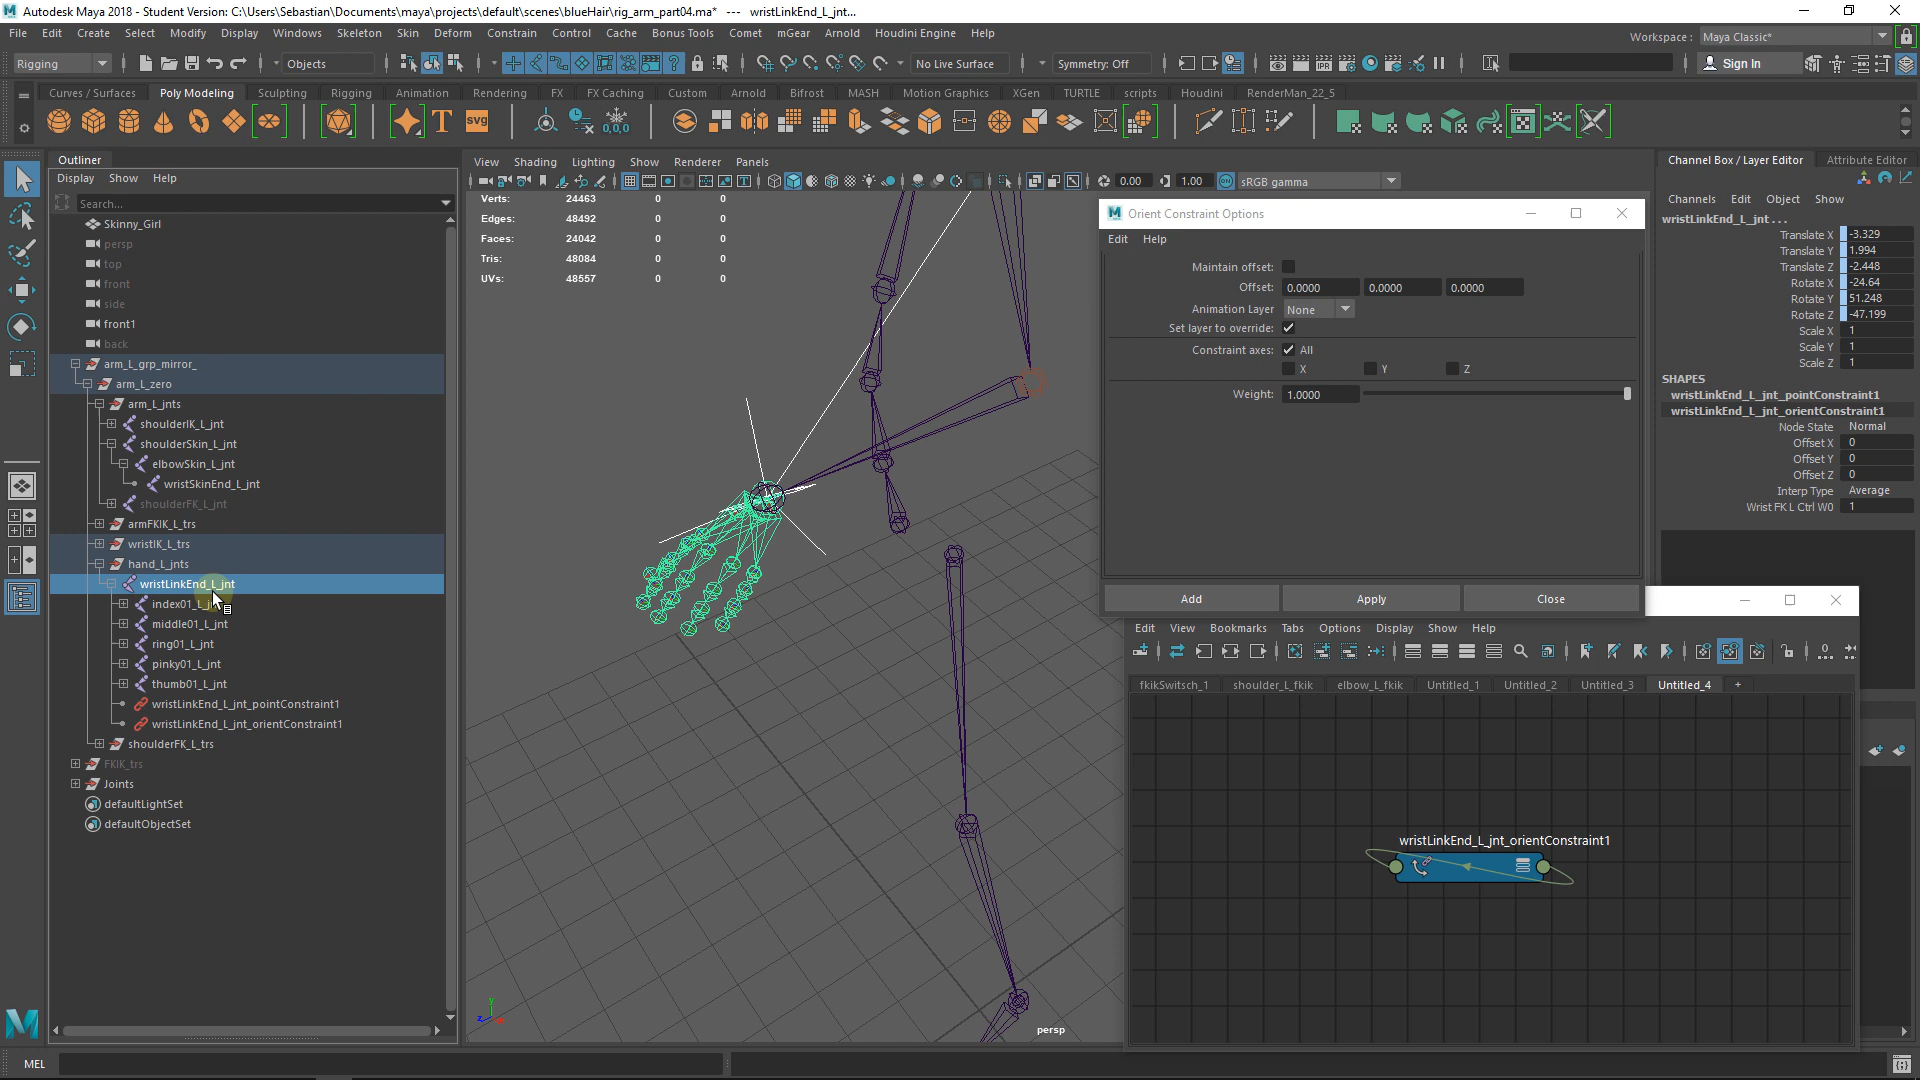 Autodesk Maya 2018 - Student Version: C:\Users\Sebastian\Documents\maya\projects\default\scenes\blueHair\rig_arm_part04.ma* --- wristLinkEnd_L_jnt...
File Edit Create Select Modify Display Windows Skeleton Skin Deform Constrain Control Cache Bonus Tools Comet mGear Arnold Houdini Engine Help
Workspace : Maya Classic*
Rigging Objects No Live Surface Symmetry: Off Sign In
Curves / Surfaces Poly Modeling Sculpting Rigging Animation Rendering FX FX Caching Custom Arnold Bifrost MASH Motion Graphics XGen TURTLE scripts Houdini RenderMan_22_5
T svg 0,0,0
Outliner
Display Show Help
Search...
Skinny_Girl
persp
top
front
side
front1
back
arm_L_grp_mirror_
arm_L_zero
arm_L_jnts
shoulderIK_L_jnt
shoulderSkin_L_jnt
elbowSkin_L_jnt
wristSkinEnd_L_jnt
shoulderFK_L_jnt
armFKIK_L_trs
wristIK_L_trs
hand_L_jnts
wristLinkEnd_L_jnt
index01_L_jnt
middle01_L_jnt
ring01_L_jnt
pinky01_L_jnt
thumb01_L_jnt
wristLinkEnd_L_jnt_pointConstraint1
wristLinkEnd_L_jnt_orientConstraint1
shoulderFK_L_trs
FKIK_trs
Joints
defaultLightSet
defaultObjectSet
View Shading Lighting Show Renderer Panels
0.00 1.00 sRGB gamma
Verts: 24463 0 0
Edges: 48492 0 0
Faces: 24042 0 0
Tris: 48084 0 0
UVs: 48557 0 0
persp
Orient Constraint Options
Edit Help
Maintain offset:
Offset: 0.0000 0.0000 0.0000
Animation Layer None
Set layer to override:
Constraint axes: All
X Y Z
Weight: 1.0000
Add Apply Close
Edit View Bookmarks Tabs Options Display Show Help
fkikSwitsch_1 shoulder_L_fkik elbow_L_fkik Untitled_1 Untitled_2 Untitled_3 Untitled_4 +
wristLinkEnd_L_jnt_orientConstraint1
Channel Box / Layer Editor Attribute Editor
Channels Edit Object Show
wristLinkEnd_L_jnt . . .
Translate X -3.329
Translate Y 1.994
Translate Z -2.448
Rotate X -24.64
Rotate Y 51.248
Rotate Z -47.199
Scale X 1
Scale Y 1
Scale Z 1
SHAPES
wristLinkEnd_L_jnt_pointConstraint1
wristLinkEnd_L_jnt_orientConstraint1
Node State Normal
Offset X 0
Offset Y 0
Offset Z 0
Interp Type Average
Wrist FK L Ctrl W0 1
MEL